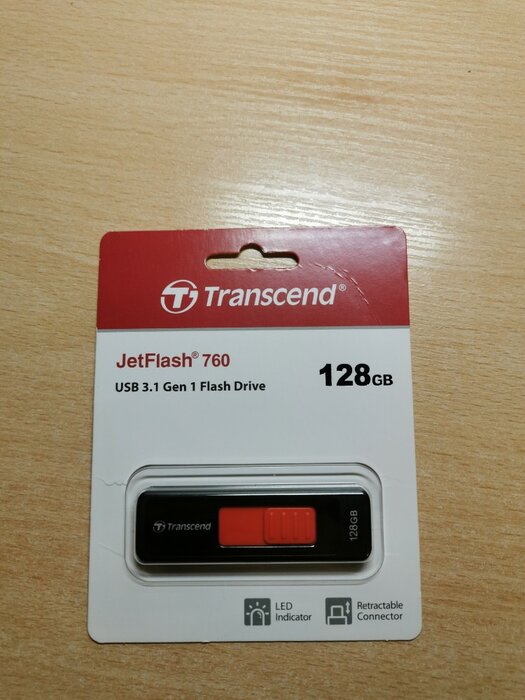 Transcend®
JetFlash® 760
USB 3.1 Gen 1 Flash Drive
128GB
Transcend
128GB
LED
Indicator
Retractable
Connector